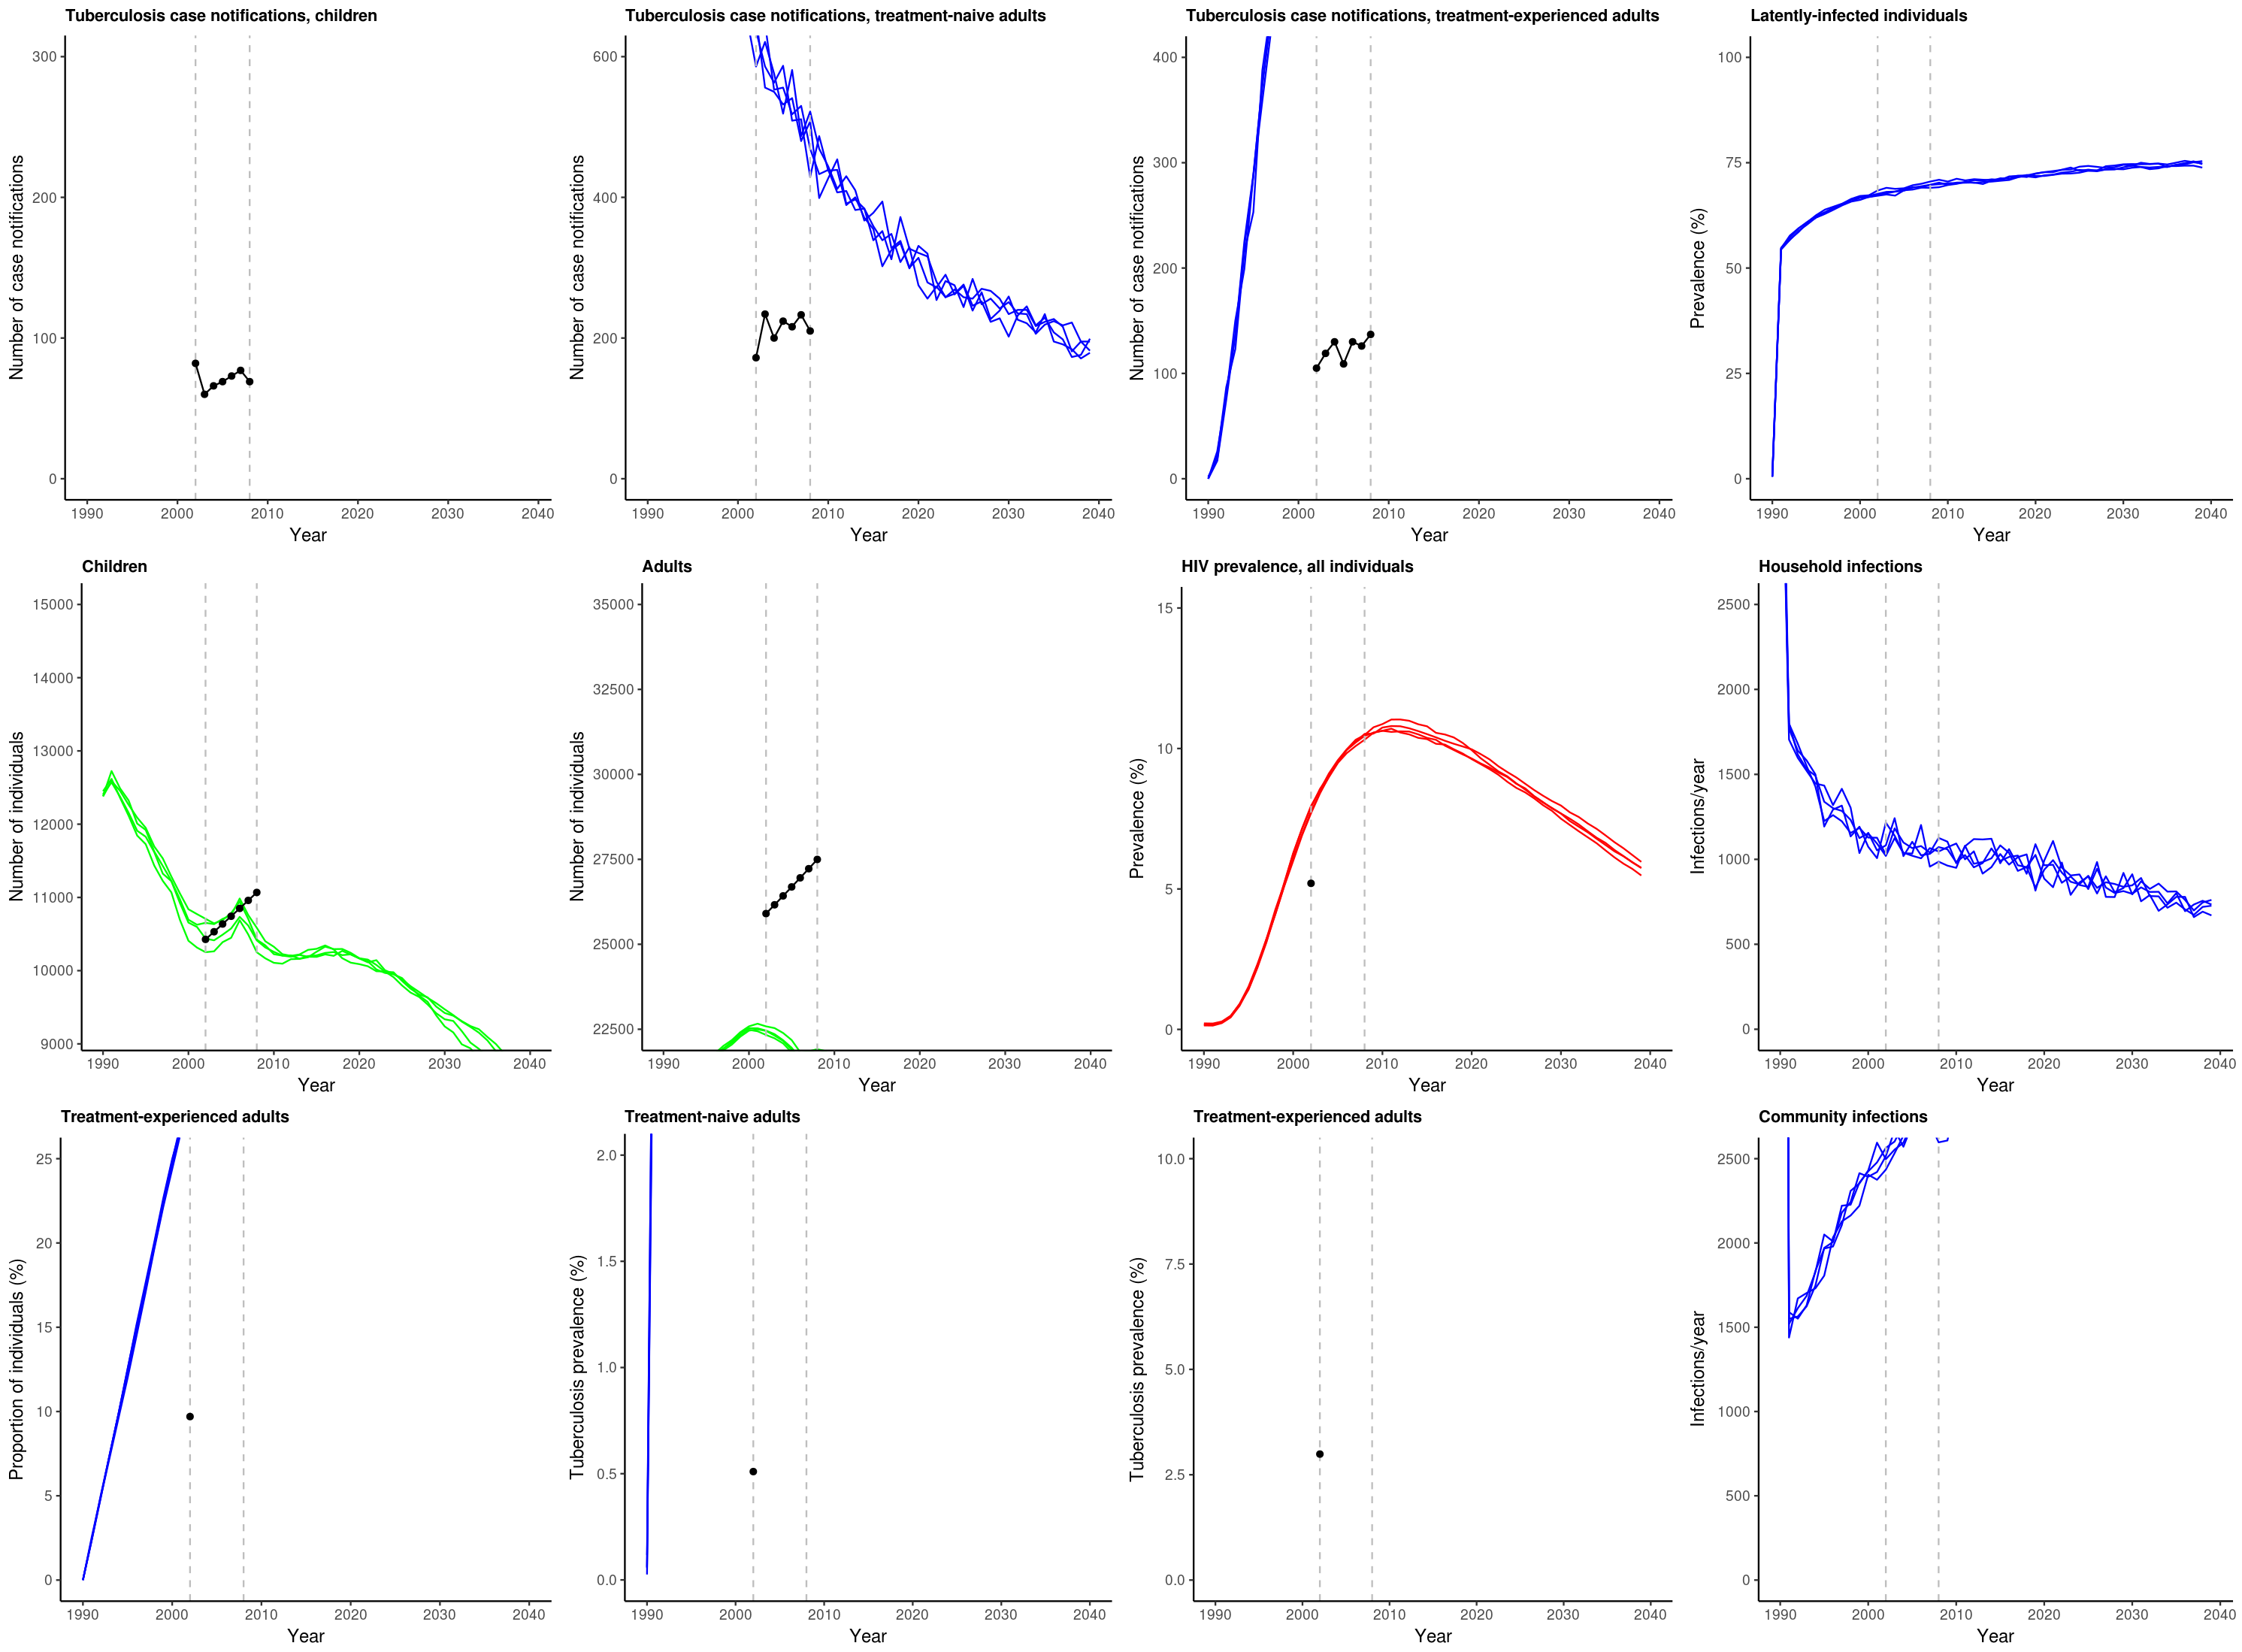 Tuberculosis case notifications, children
Number of case notifications
300
200
100
0
1990 2000 2010 2020 2030 2040
Year
Tuberculosis case notifications, treatment-naive adults
Number of case notifications
600
400
200
0
1990 2000 2010 2020 2030 2040
Year
Tuberculosis case notifications, treatment-experienced adults
Number of case notifications
400
300
200
100
0
1990 2000 2010 2020 2030 2040
Year
Latently-infected individuals
Prevalence (%)
100
75
50
25
0
1990 2000 2010 2020 2030 2040
Year
Children
Number of individuals
15000
14000
13000
12000
11000
10000
9000
1990 2000 2010 2020 2030 2040
Year
Adults
Number of individuals
35000
32500
30000
27500
25000
22500
1990 2000 2010 2020 2030 2040
Year
HIV prevalence, all individuals
Prevalence (%)
15
10
5
0
1990 2000 2010 2020 2030 2040
Year
Household infections
Infections/year
2500
2000
1500
1000
500
0
1990 2000 2010 2020 2030 2040
Year
Treatment-experienced adults
Proportion of individuals (%)
25
20
15
10
5
0
1990 2000 2010 2020 2030 2040
Year
Treatment-naive adults
Tuberculosis prevalence (%)
2.0
1.5
1.0
0.5
0.0
1990 2000 2010 2020 2030 2040
Year
Treatment-experienced adults
Tuberculosis prevalence (%)
10.0
7.5
5.0
2.5
0.0
1990 2000 2010 2020 2030 2040
Year
Community infections
Infections/year
2500
2000
1500
1000
500
0
1990 2000 2010 2020 2030 2040
Year